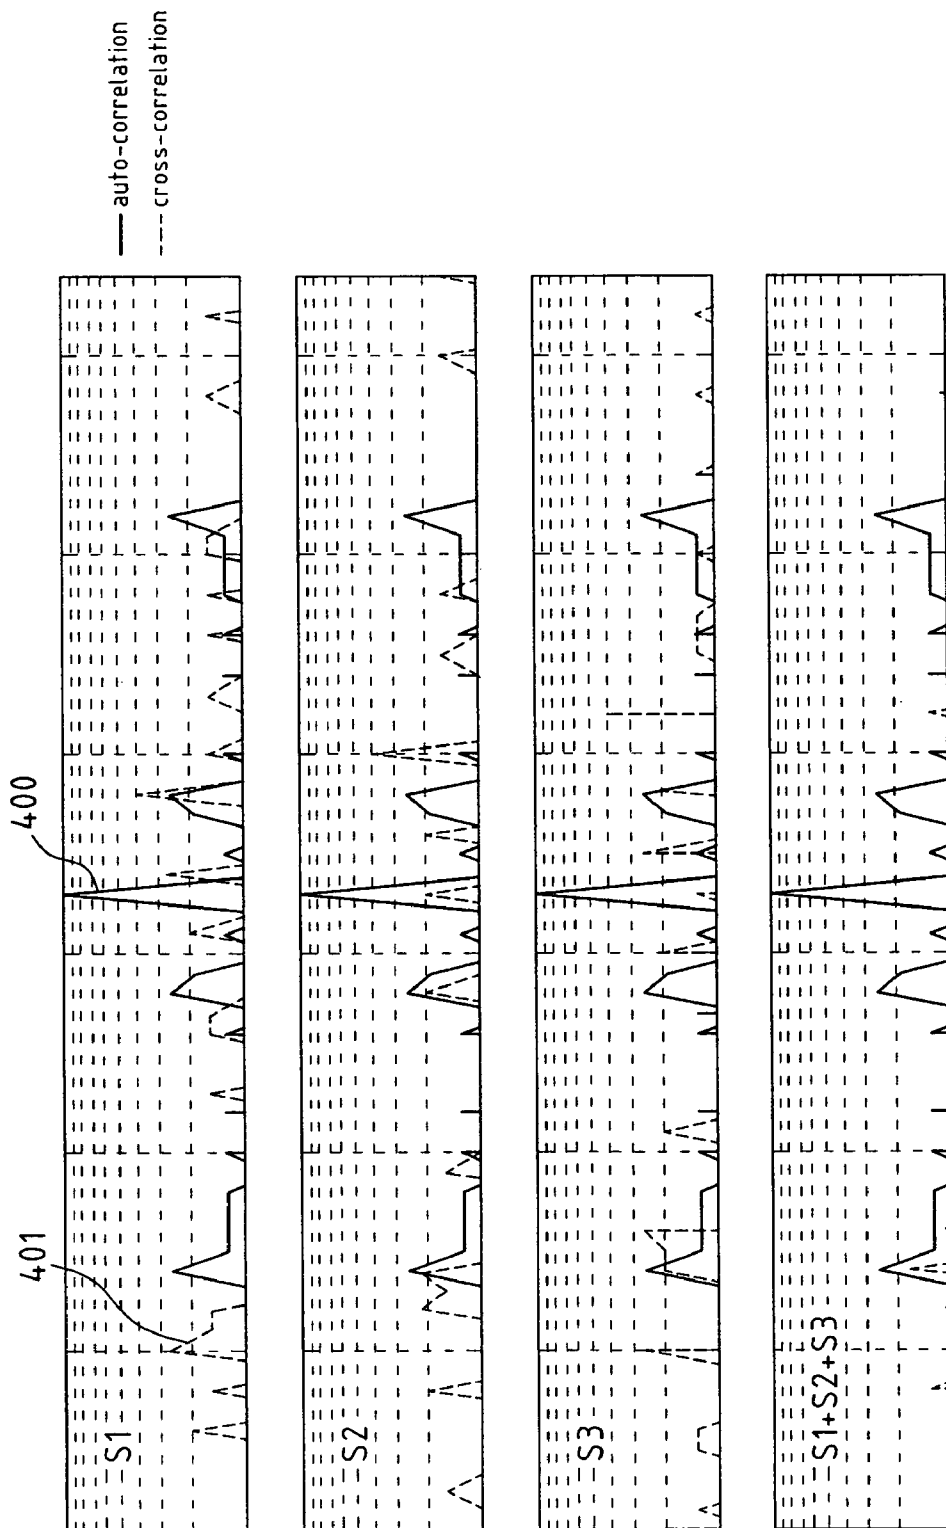 auto-correlation
cross-correlation
400
401
S1
S2
S3
S1+S2+S3